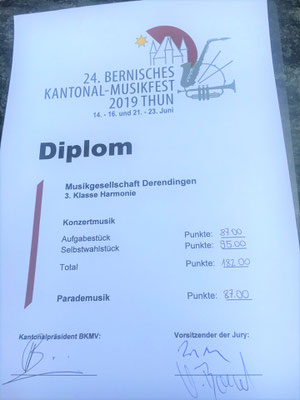 24. BERNISCHES
KANTONAL-MUSIKFEST
2019 THUN
14. - 16. und 21. - 23. Juni
Diplom
Musikgesellschaft Derendingen
3. Klasse Harmonie
Konzertmusik
Aufgabestück Punkte: 87.00
Selbstwahlstück Punkte: 95.00
Total Punkte: 182.00
Parademusik Punkte: 87.00
Kantonalpräsident BKMV: Vorsitzender der Jury: